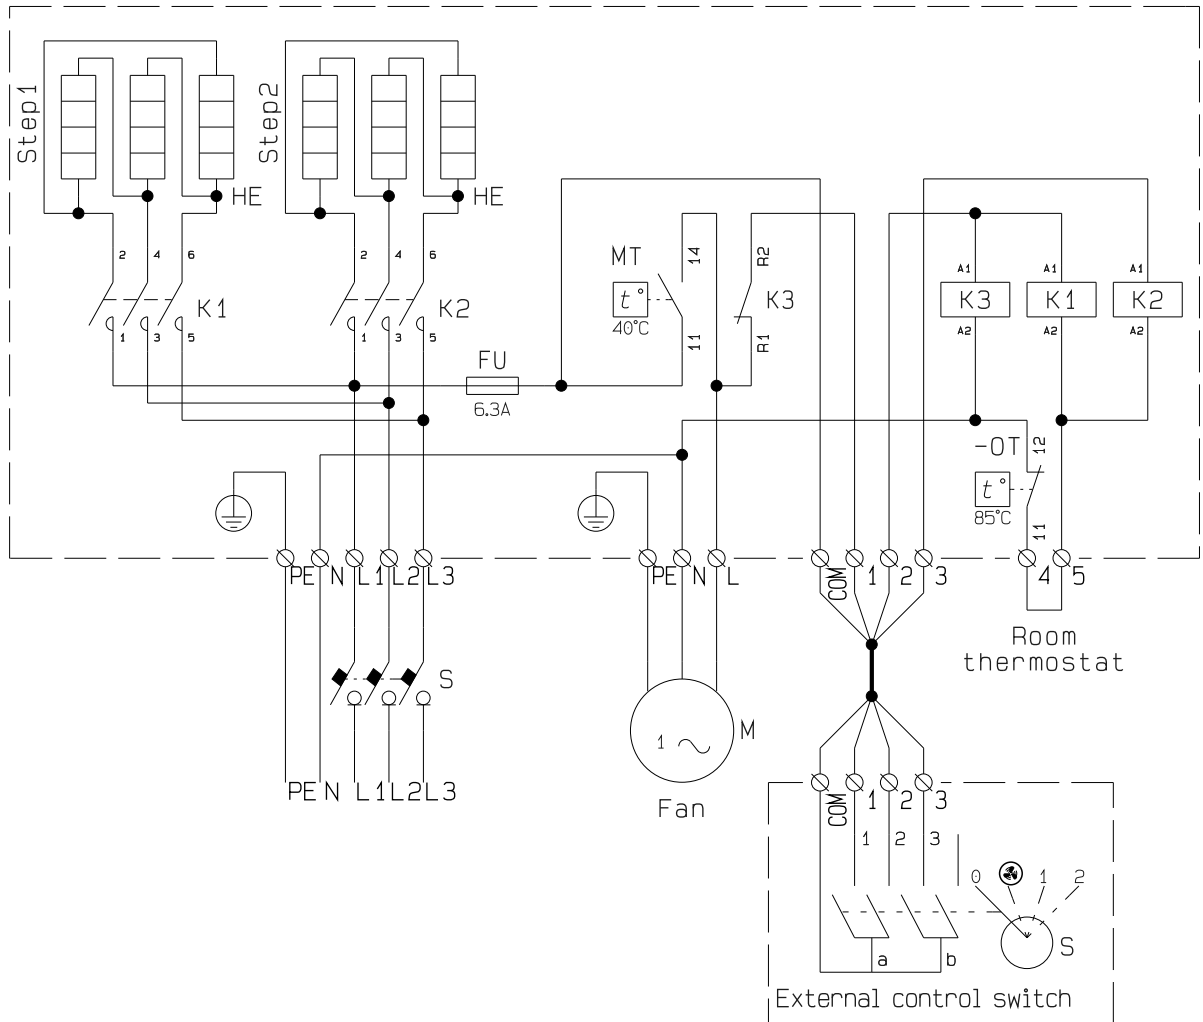 Step1
HE
Step2
HE
2 4 6
K1
1 3 5
2 4 6
K2
1 3 5
FU
6.3A
MT
t°
40°C
14
11
R2
K3
R1
A1 A1 A1
K3 K1 K2
A2 A2 A2
-OT
t°
85°C
12
11
PE N L1 L2 L3
PE N L
COM 1 2 3
4 5
Room
thermostat
S
PE N L1 L2 L3
M
1
Fan
COM 1 2 3
1 2 3
0 1 2
a b
S
External control switch